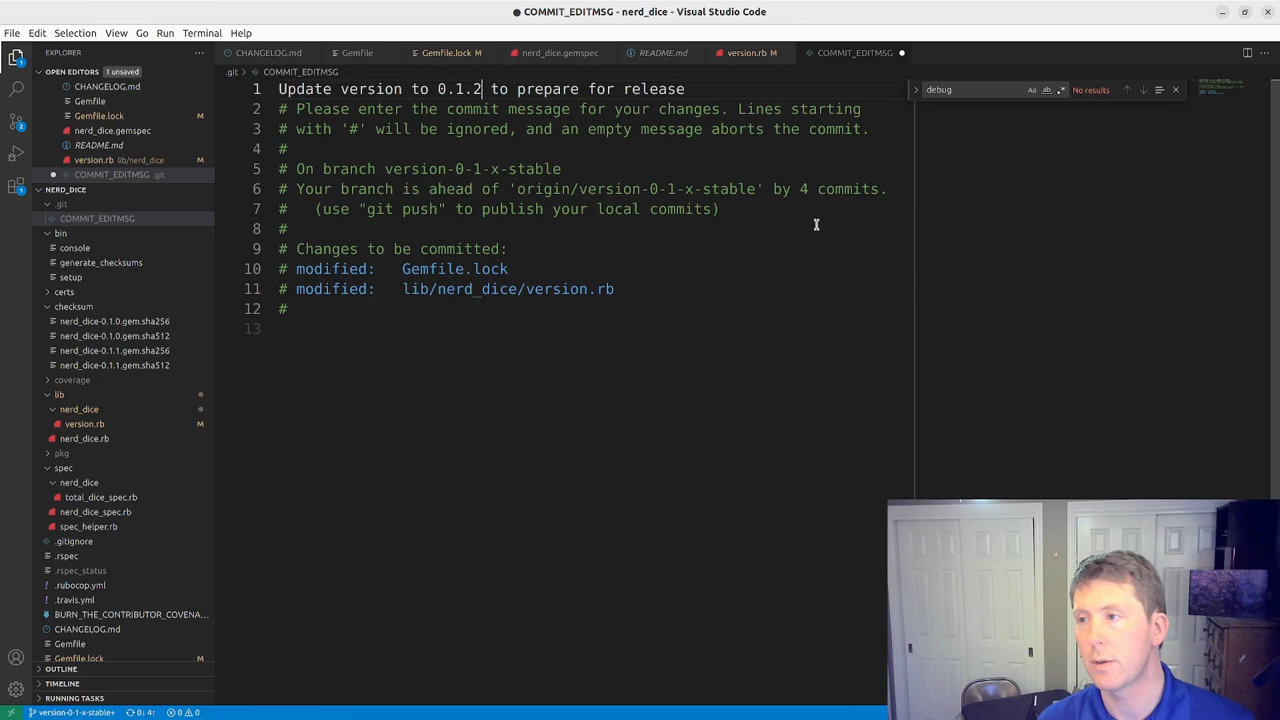 COMMIT_EDITMSG - nerd_dice - Visual Studio Code
File Edit Selection View Go Run Terminal Help
EXPLORER
CHANGELOG.md Gemfile Gemfile.lock M nerd_dice.gemspec README.md version.rb M COMMIT_EDITMSG
OPEN EDITORS 1 unsaved
CHANGELOG.md
Gemfile
Gemfile.lock M
nerd_dice.gemspec
README.md
version.rb lib/nerd_dice M
COMMIT_EDITMSG .git
NERD_DICE
.git
COMMIT_EDITMSG
bin
console
generate_checksums
setup
certs
checksum
nerd_dice-0.1.0.gem.sha256
nerd_dice-0.1.0.gem.sha512
nerd_dice-0.1.1.gem.sha256
nerd_dice-0.1.1.gem.sha512
coverage
lib
nerd_dice
version.rb M
nerd_dice.rb
pkg
spec
nerd_dice
total_dice_spec.rb
nerd_dice_spec.rb
spec_helper.rb
.gitignore
.rspec
.rspec_status
.rubocop.yml
.travis.yml
BURN_THE_CONTRIBUTOR_COVENA...
CHANGELOG.md
Gemfile
Gemfile.lock M
OUTLINE
TIMELINE
RUNNING TASKS
.git > COMMIT_EDITMSG
1 Update version to 0.1.2 to prepare for release
2 # Please enter the commit message for your changes. Lines starting
3 # with '#' will be ignored, and an empty message aborts the commit.
4 #
5 # On branch version-0-1-x-stable
6 # Your branch is ahead of 'origin/version-0-1-x-stable' by 4 commits.
7 #   (use "git push" to publish your local commits)
8 #
9 # Changes to be committed:
10 # modified:   Gemfile.lock
11 # modified:   lib/nerd_dice/version.rb
12 #
13
debug Aa ab .* No results
version-0-1-x-stable+ 0↓ 4↑ 0 0